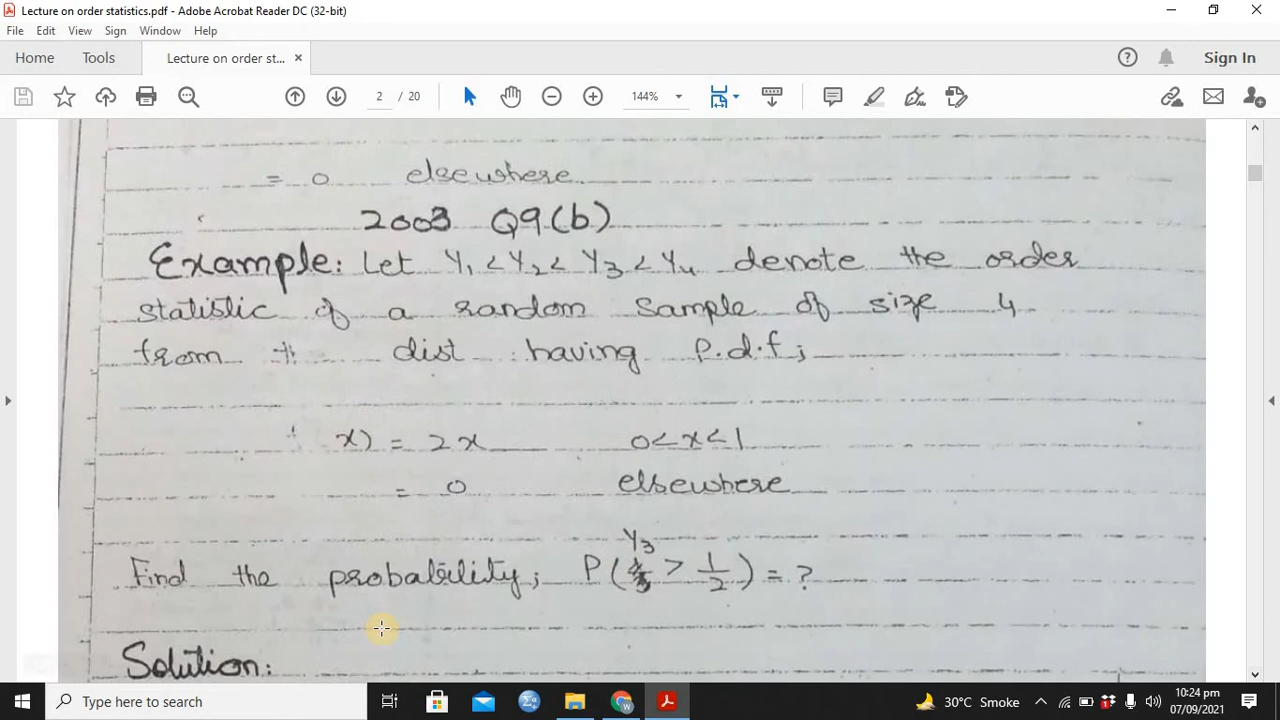 Lecture on order statistics.pdf - Adobe Acrobat Reader DC (32-bit)
File Edit View Sign Window Help
Home Tools Lecture on order st... × Sign In
2 / 20 144%
= 0 elsewhere
2003 Q9(b)
Example: Let Y1 < Y2 < Y3 < Y4 denote the order
statistic of a random sample of size 4
from dist having P.d.f;
x) = 2x 0<x<1
= 0 elsewhere
Y3
Find the probability; P( > 1/2 ) = ?
Solution:
Type here to search
30°C Smoke
10:24 pm
07/09/2021